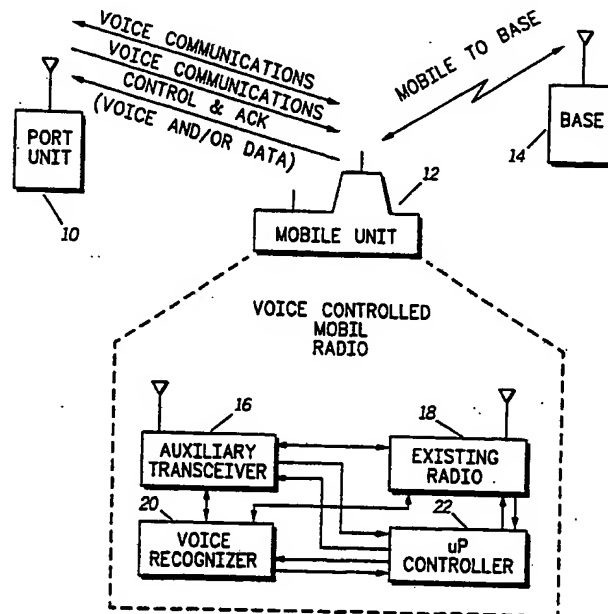 VOICE COMMUNICATIONS
VOICE COMMUNICATIONS
CONTROL & ACK
(VOICE AND/OR DATA)
MOBILE TO BASE
PORT
UNIT
10
BASE
14
12
MOBILE UNIT
VOICE CONTROLLED
MOBIL
RADIO
16
AUXILIARY
TRANSCEIVER
18
EXISTING
RADIO
20
VOICE
RECOGNIZER
22
uP
CONTROLLER